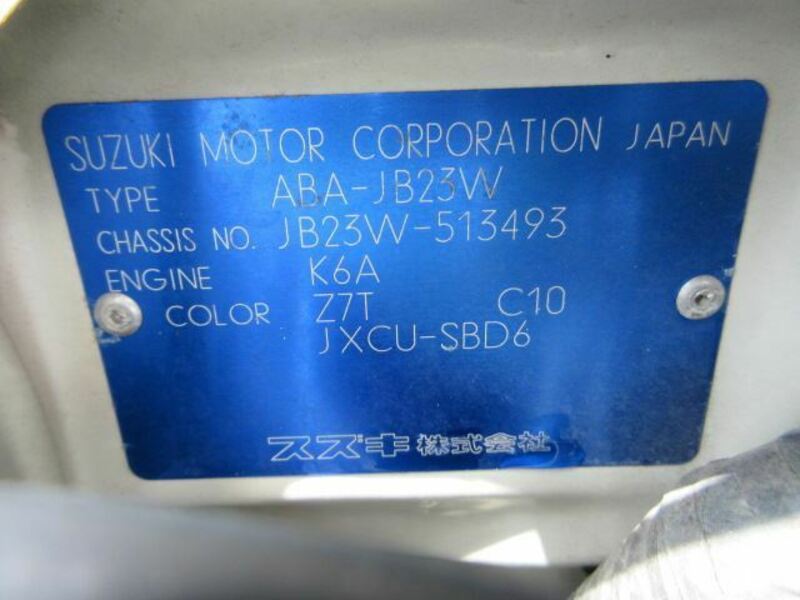 SUZUKI MOTOR CORPORATION JAPAN
TYPE ABA-JB23W
CHASSIS NO. JB23W-513493
ENGINE K6A
COLOR Z7T C10
JXCU-SBD6
スズキ株式会社